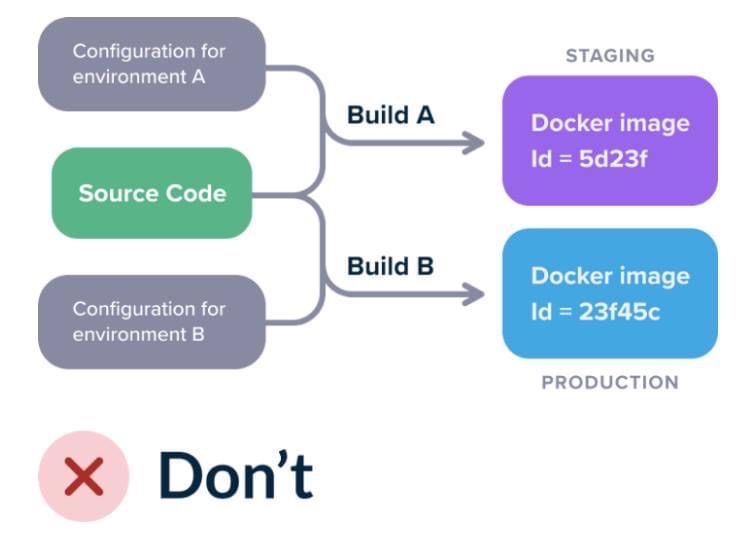 Configuration for
environment A
Source Code
Configuration for
environment B
Build A
Build B
STAGING
Docker image
Id = 5d23f
Docker image
Id = 23f45c
PRODUCTION
Don't